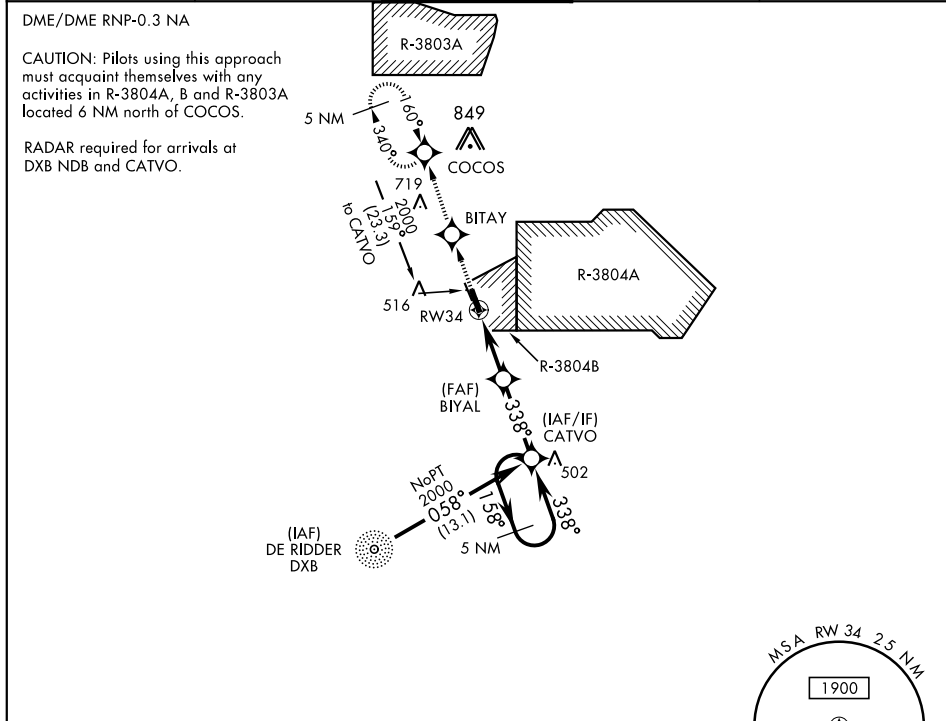 DME/DME RNP-0.3 NA
CAUTION: Pilots using this approach
must acquaint themselves with any
activities in R-3804A, B and R-3803A
located 6 NM north of COCOS.
RADAR required for arrivals at
DXB NDB and CATVO.
R-3803A
5 NM
160°
340°
849
COCOS
719
2000
159°
(23.3)
to CATVO
BITAY
R-3804A
516
RW34
R-3804B
(FAF)
BIYAL
338°
(IAF/IF)
CATVO
502
NoPT
2000
058°
(13.1)
158°
338°
5 NM
(IAF)
DE RIDDER
DXB
MSA RW 34 25 NM
1900